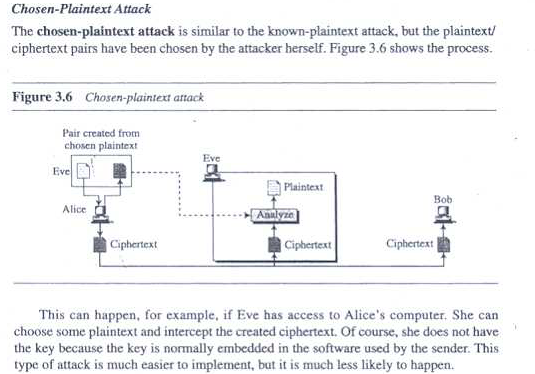 Chosen-Plaintext Attack
The chosen-plaintext attack is similar to the known-plaintext attack, but the plaintext/
ciphertext pairs have been chosen by the attacker herself. Figure 3.6 shows the process.
Figure 3.6 Chosen-plaintext attack
Pair created from
chosen plaintext
Eve
Eve
Plaintext
Alice
Analyze
Bob
Ciphertext
Ciphertext
Ciphertext
This can happen, for example, if Eve has access to Alice's computer. She can
choose some plaintext and intercept the created ciphertext. Of course, she does not have
the key because the key is normally embedded in the software used by the sender. This
type of attack is much easier to implement, but it is much less likely to happen.